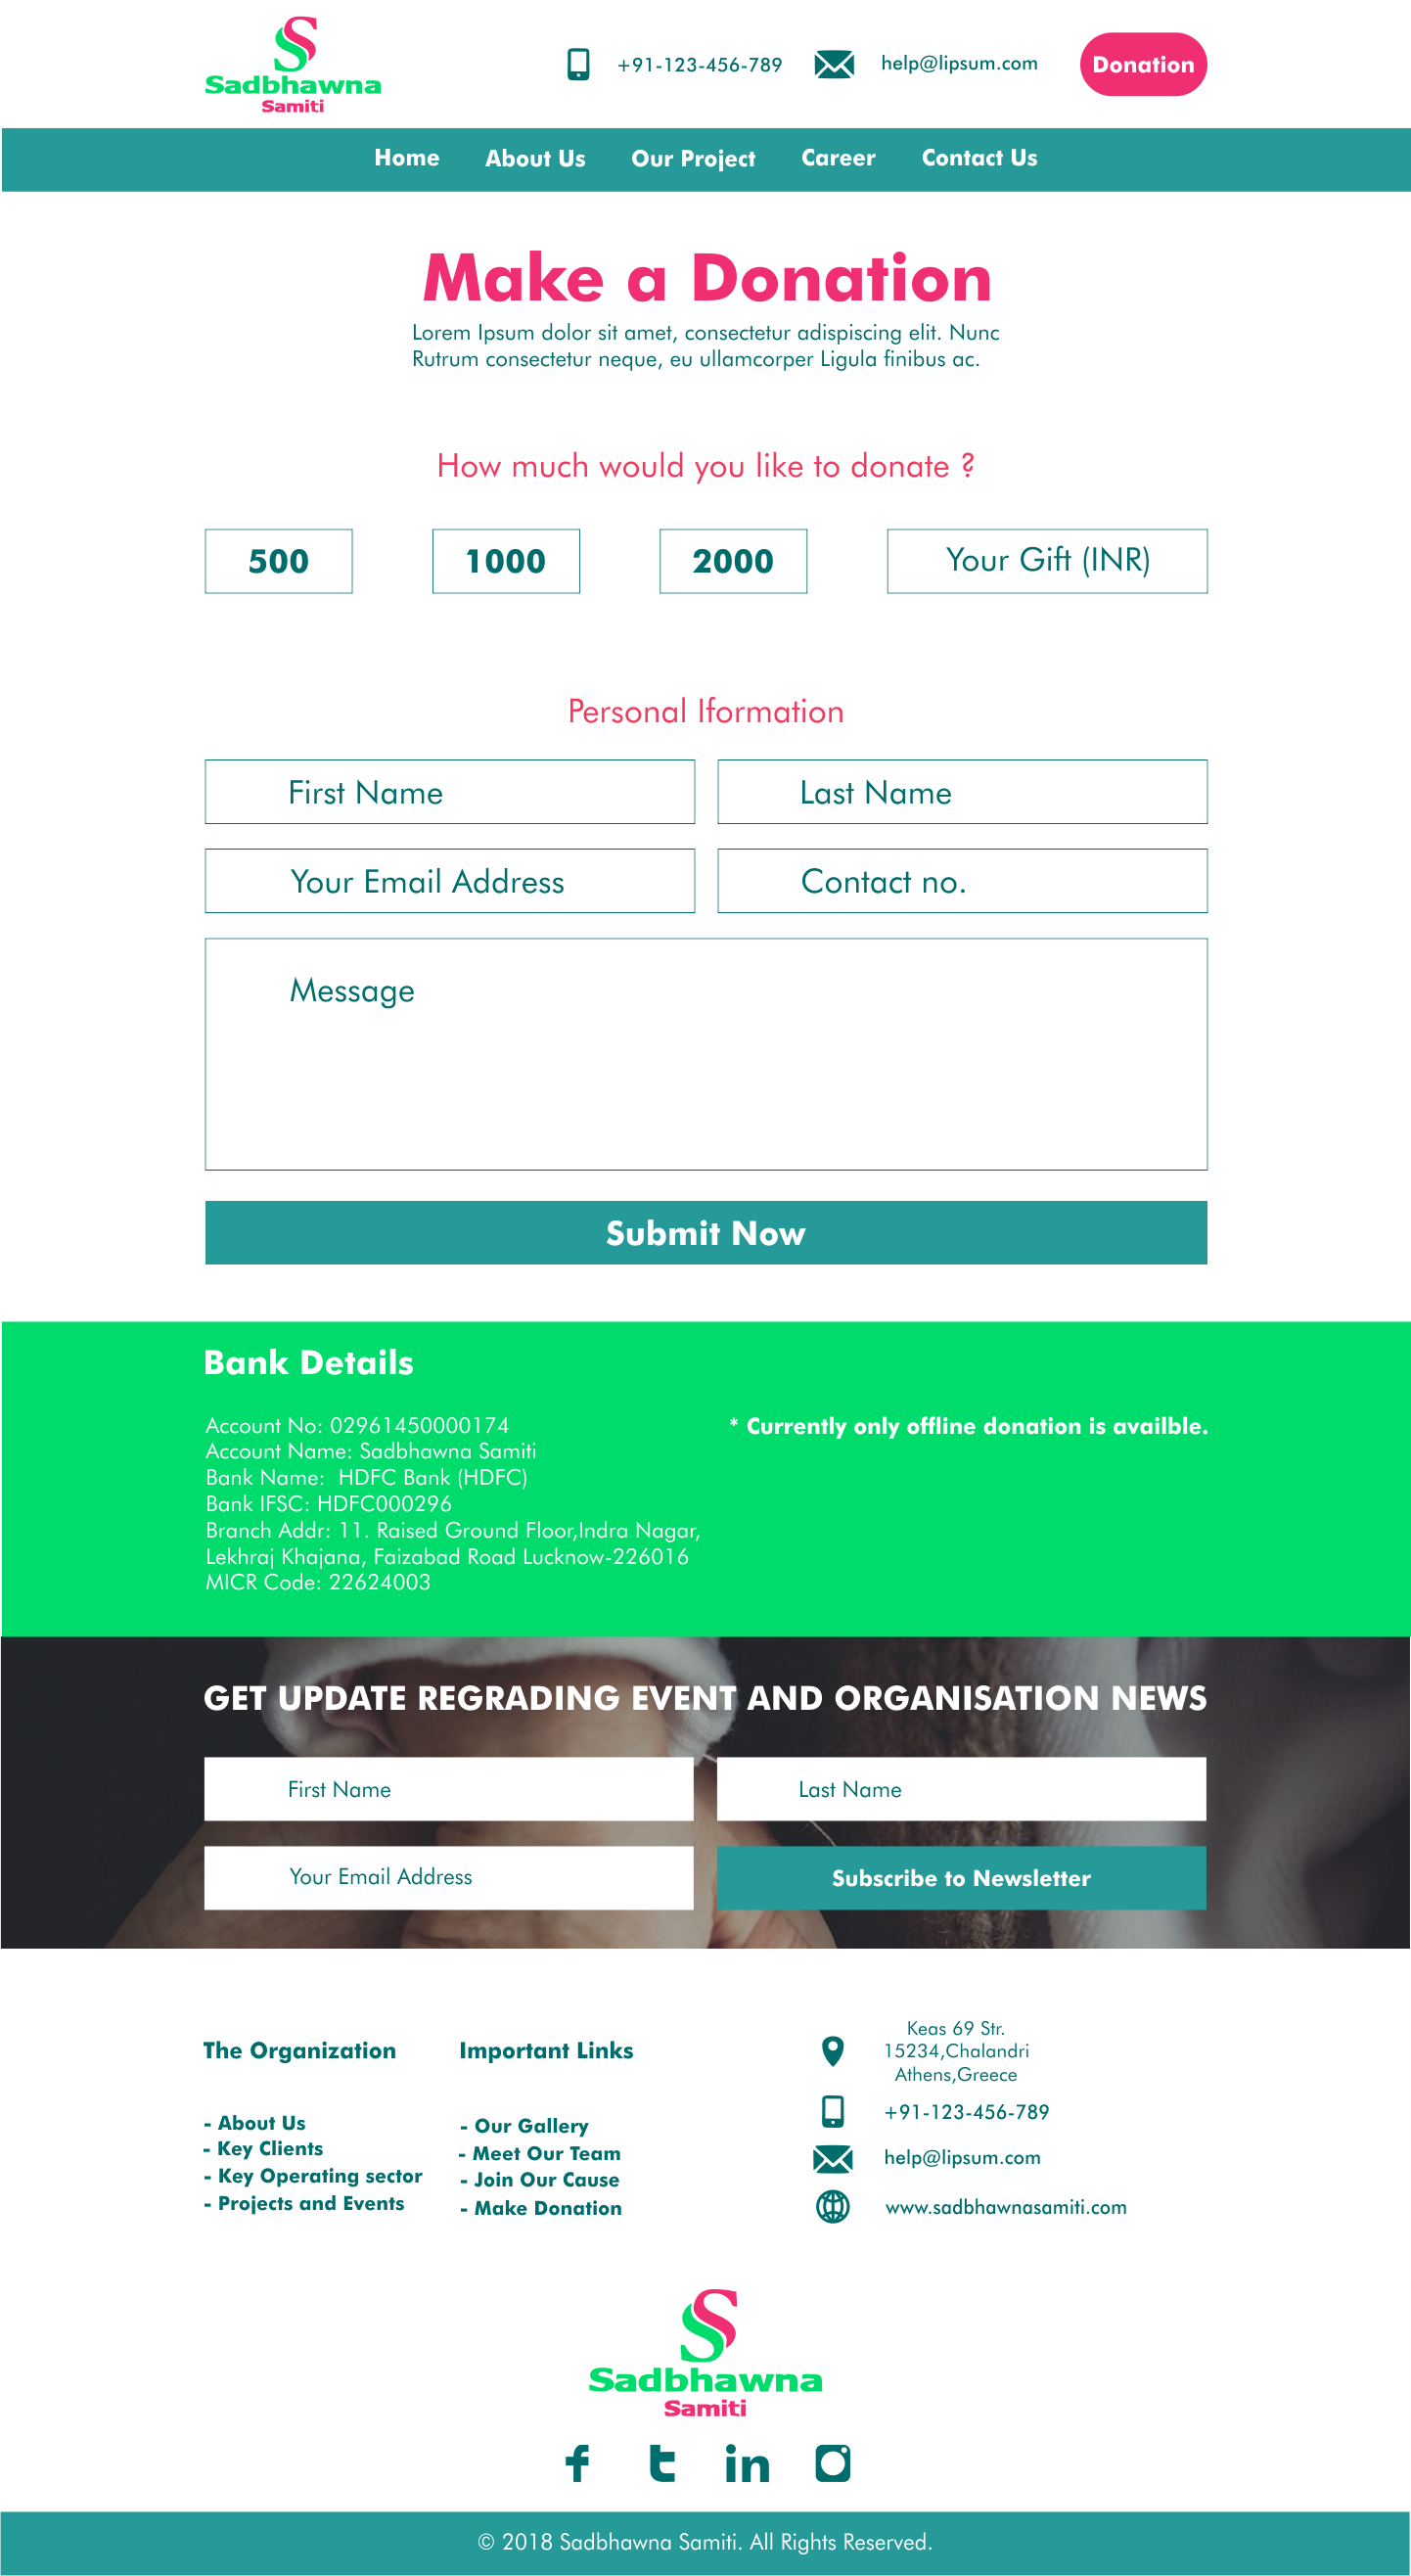 Sadbhawna
Samiti
+91-123-456-789
help@lipsum.com
Donation
Home About Us Our Project Career Contact Us
Make a Donation
Lorem Ipsum dolor sit amet, consectetur adispiscing elit. Nunc
Rutrum consectetur neque, eu ullamcorper Ligula finibus ac.
How much would you like to donate ?
500 1000 2000 Your Gift (INR)
Personal Iformation
First Name Last Name
Your Email Address Contact no.
Message
Submit Now
Bank Details
Account No: 02961450000174
Account Name: Sadbhawna Samiti
Bank Name:  HDFC Bank (HDFC)
Bank IFSC: HDFC000296
Branch Addr: 11. Raised Ground Floor,Indra Nagar,
Lekhraj Khajana, Faizabad Road Lucknow-226016
MICR Code: 22624003
* Currently only offline donation is availble.
GET UPDATE REGRADING EVENT AND ORGANISATION NEWS
First Name Last Name
Your Email Address Subscribe to Newsletter
The Organization
- About Us
- Key Clients
- Key Operating sector
- Projects and Events
Important Links
- Our Gallery
- Meet Our Team
- Join Our Cause
- Make Donation
Keas 69 Str.
15234,Chalandri
Athens,Greece
+91-123-456-789
help@lipsum.com
www.sadbhawnasamiti.com
Sadbhawna
Samiti
© 2018 Sadbhawna Samiti. All Rights Reserved.